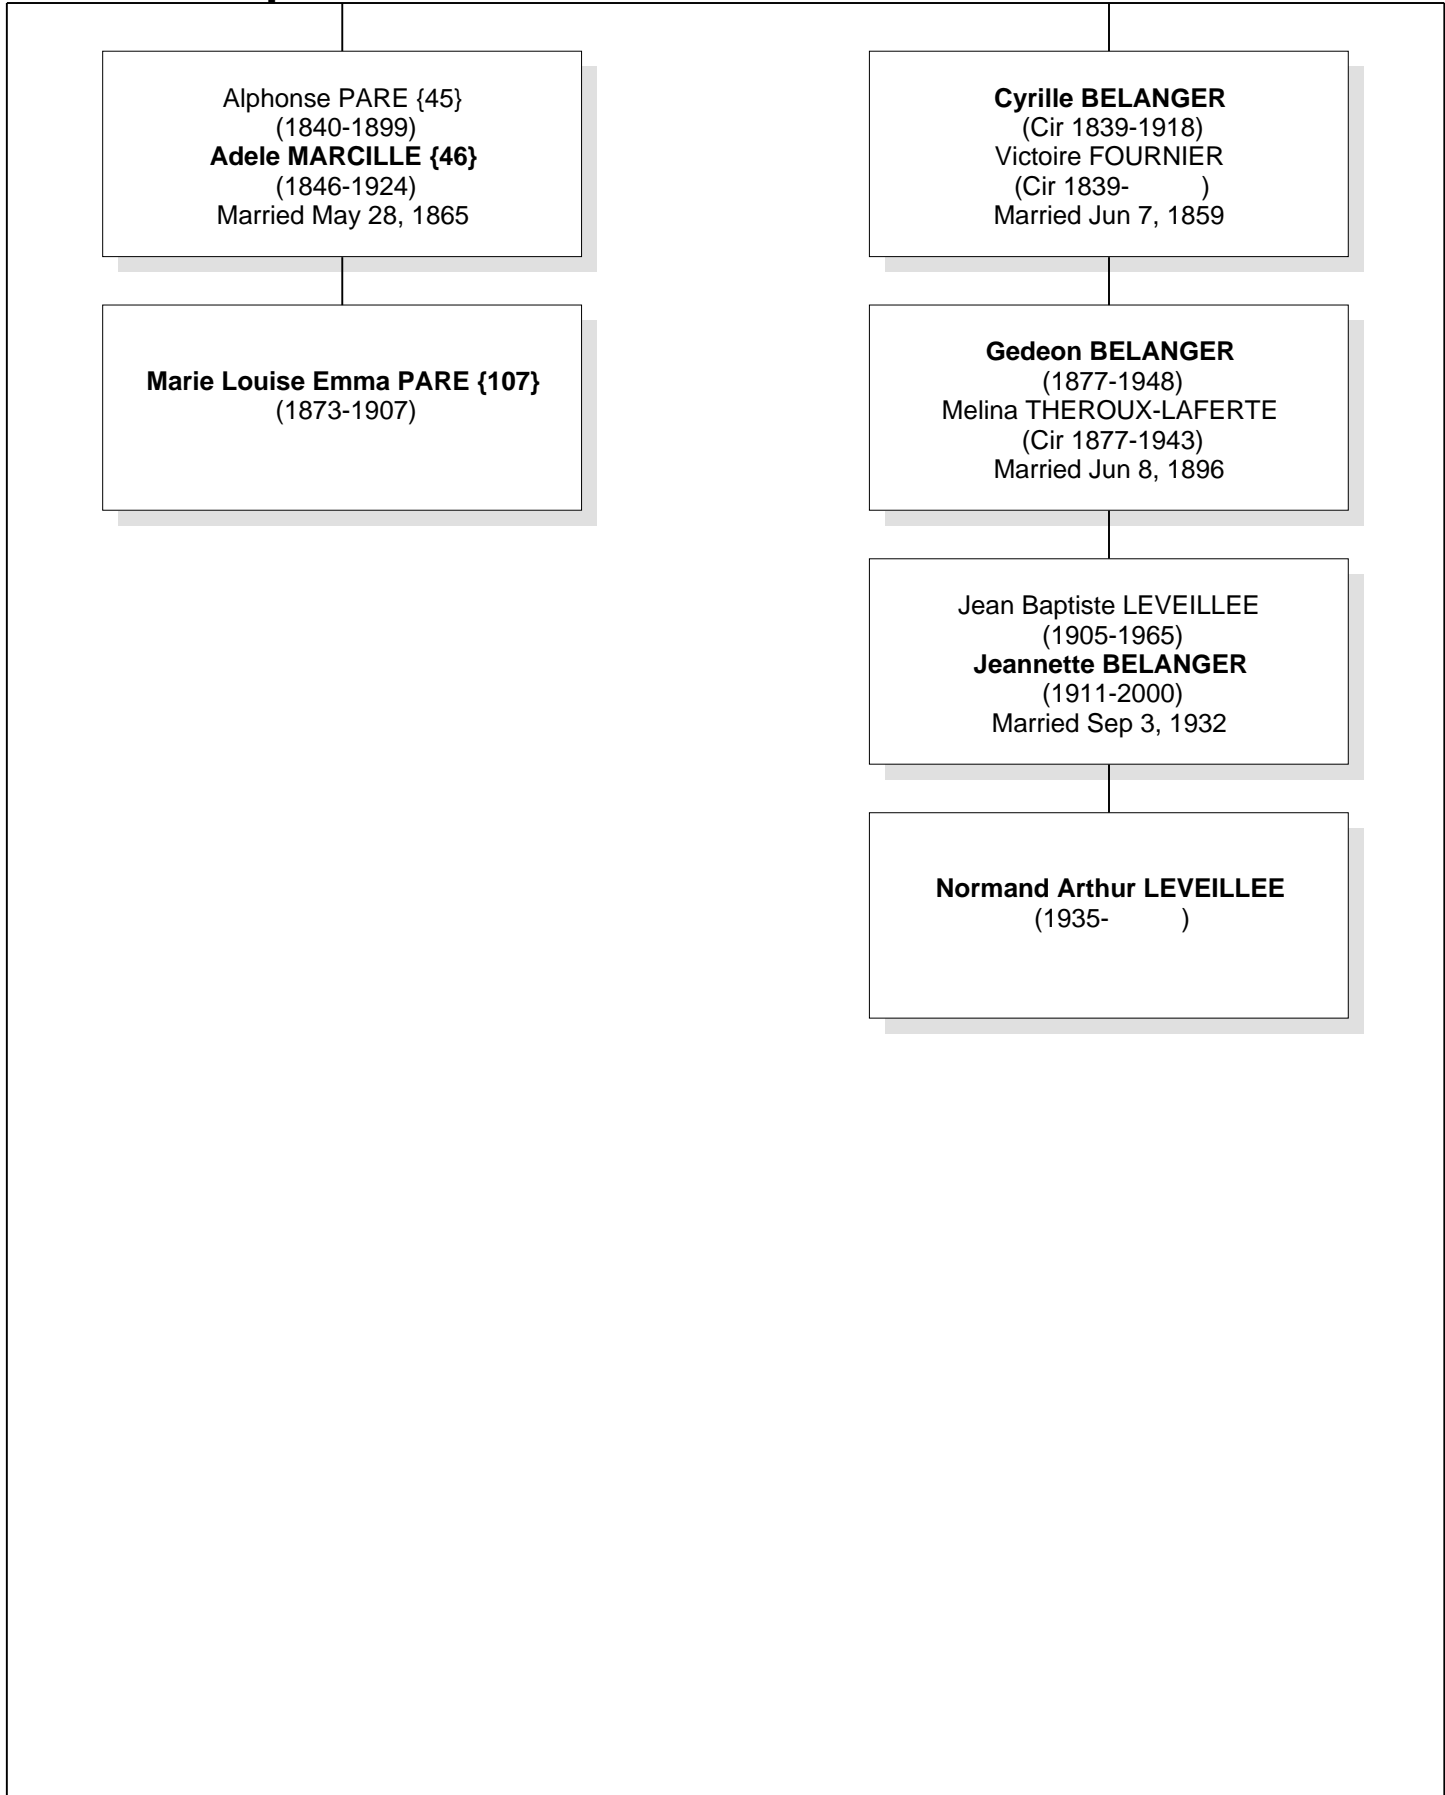 Alphonse PARE {45}
(1840-1899)
Adele MARCILLE {46}
(1846-1924)
Married May 28, 1865
Marie Louise Emma PARE {107}
(1873-1907)
Cyrille BELANGER
(Cir 1839-1918)
Victoire FOURNIER
(Cir 1839-          )
Married Jun 7, 1859
Gedeon BELANGER
(1877-1948)
Melina THEROUX-LAFERTE
(Cir 1877-1943)
Married Jun 8, 1896
Jean Baptiste LEVEILLEE
(1905-1965)
Jeannette BELANGER
(1911-2000)
Married Sep 3, 1932
Normand Arthur LEVEILLEE
(1935-          )